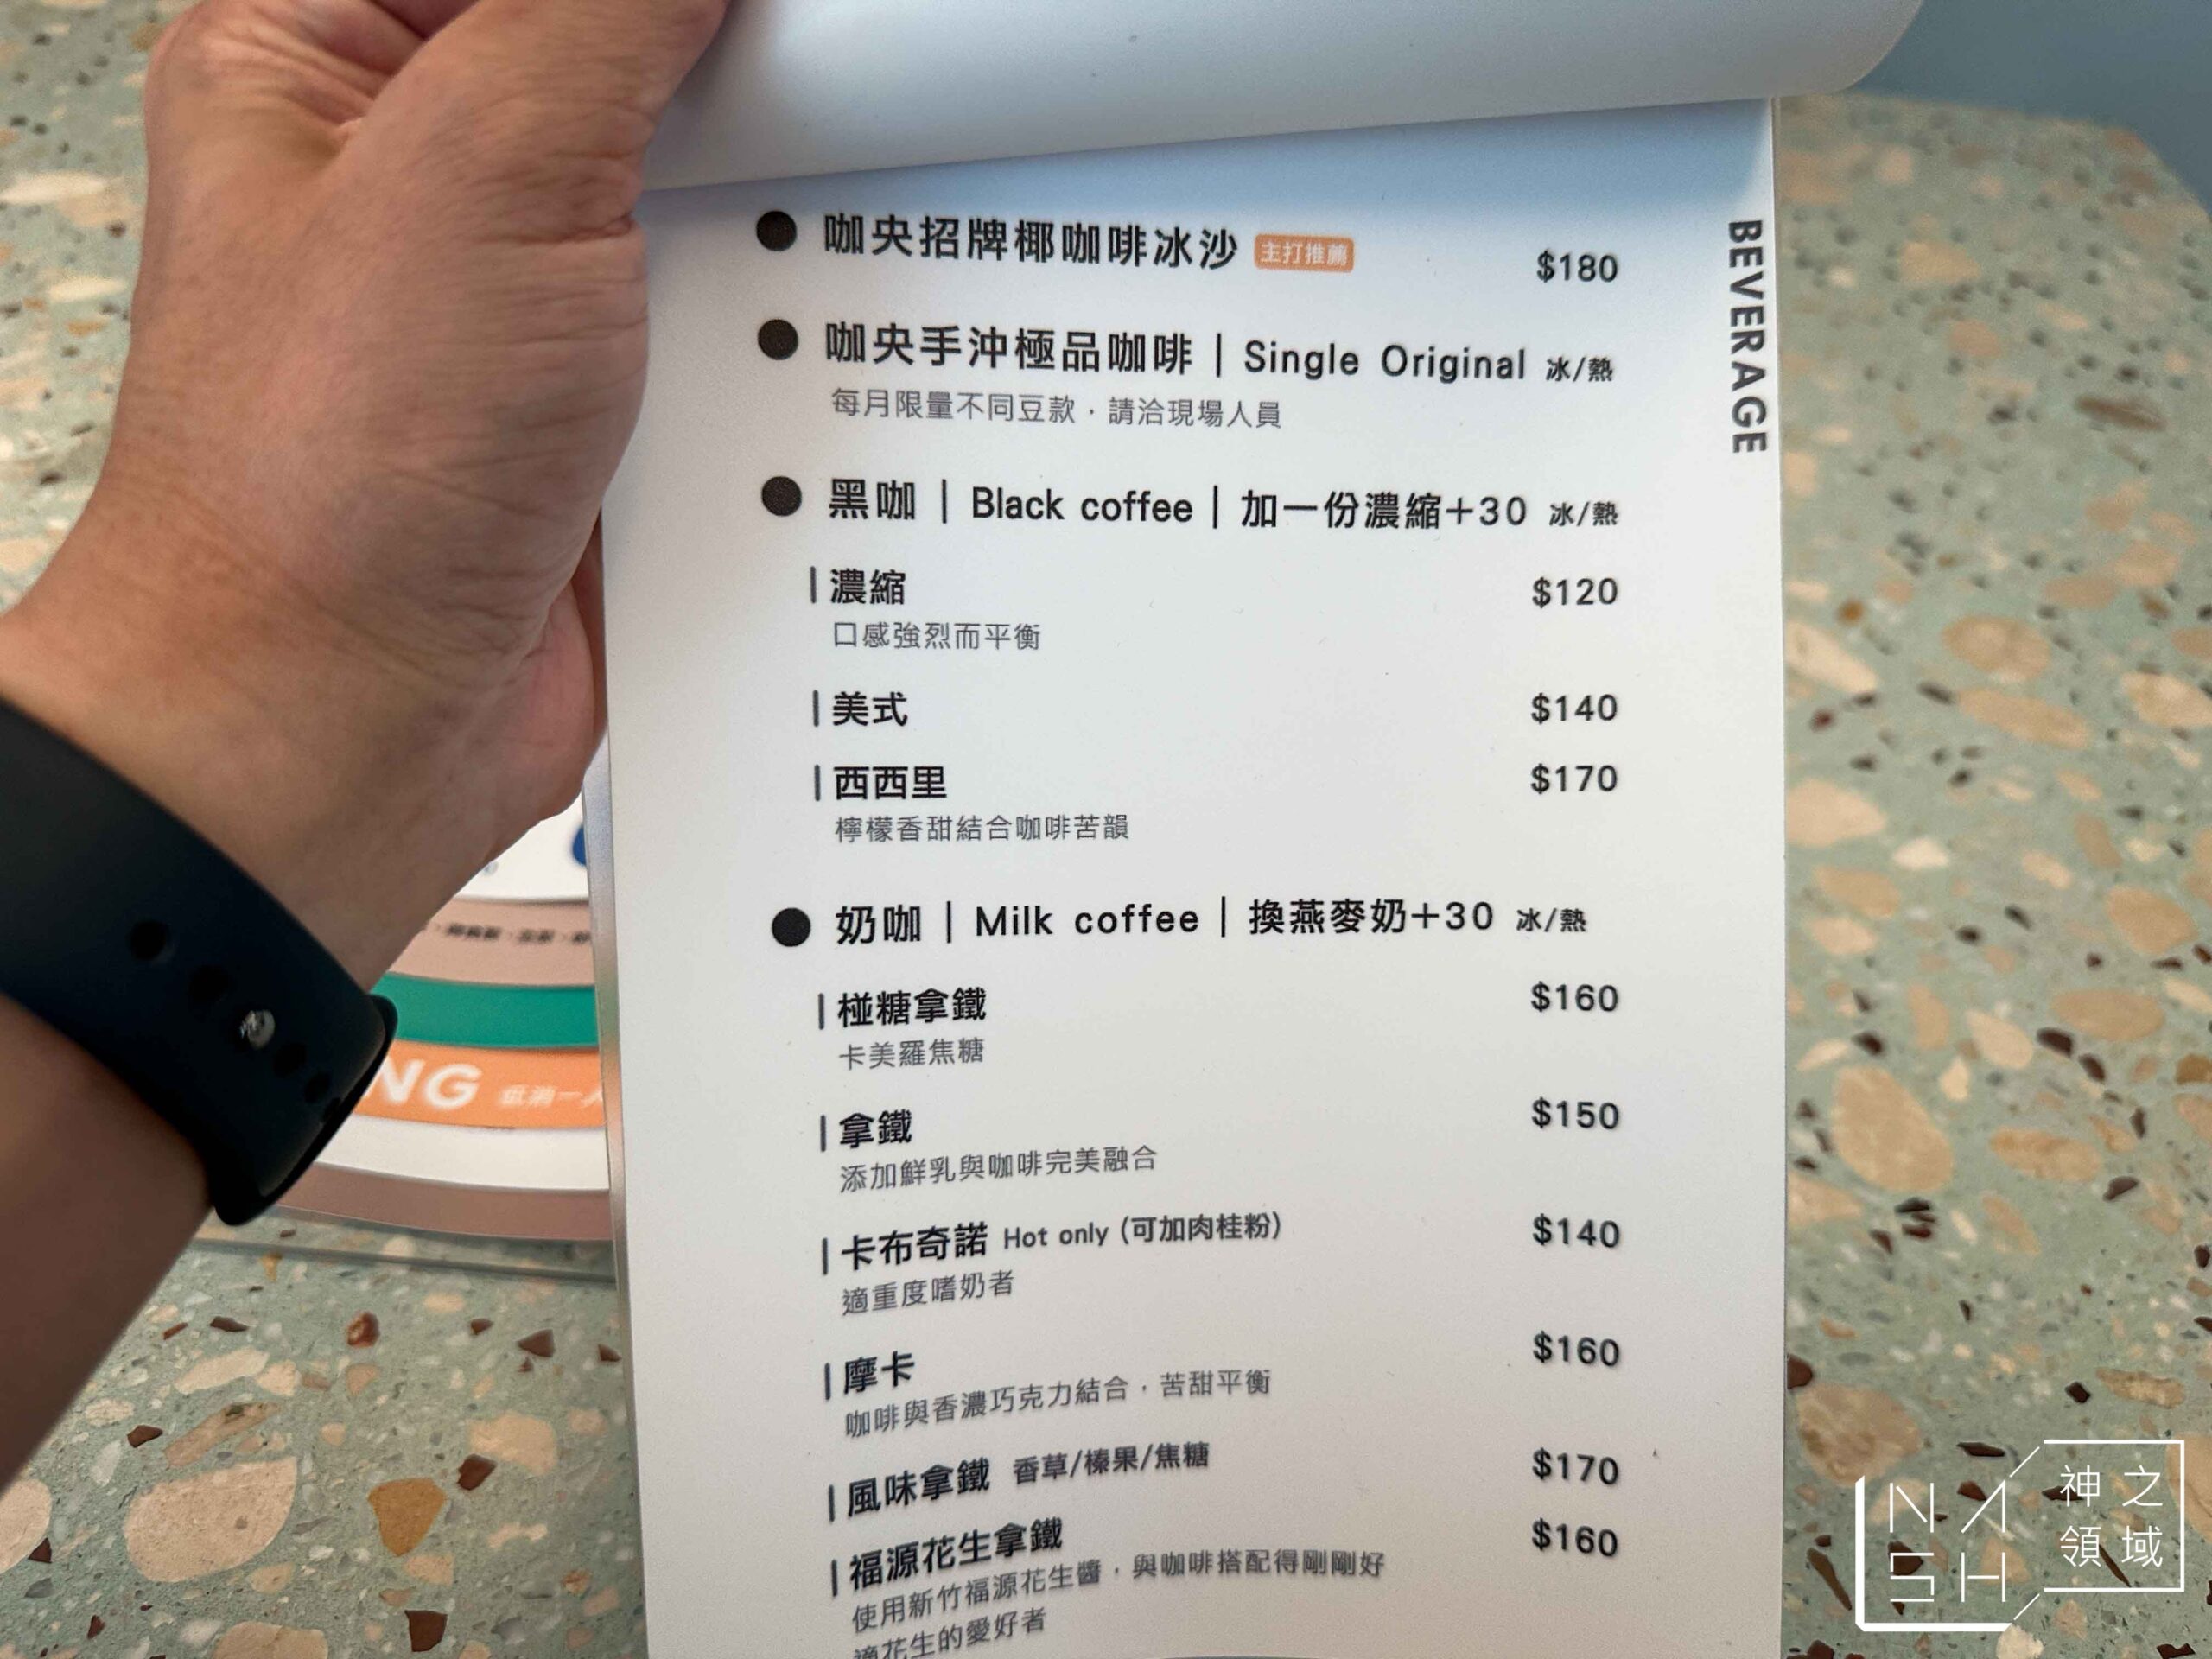 咖央招牌椰咖啡冰沙 主打推薦 $180
咖央手沖極品咖啡 | Single Original 冰/熱
每月限量不同豆款，請洽現場人員
黑咖 | Black coffee | 加一份濃縮+30 冰/熱
濃縮 $120
口感強烈而平衡
美式 $140
西西里 $170
檸檬香甜結合咖啡苦韻
奶咖 | Milk coffee | 換燕麥奶+30 冰/熱
椪糖拿鐵 $160
卡美羅焦糖
拿鐵 $150
添加鮮乳與咖啡完美融合
卡布奇諾 Hot only (可加肉桂粉) $140
適重度嗜奶者
摩卡 $160
咖啡與香濃巧克力結合，苦甜平衡
風味拿鐵 香草/榛果/焦糖 $170
福源花生拿鐵 $160
使用新竹福源花生醬，與咖啡搭配得剛剛好
適花生的愛好者
BEVERAGE
NG 低消一人
NASH
神之
領域